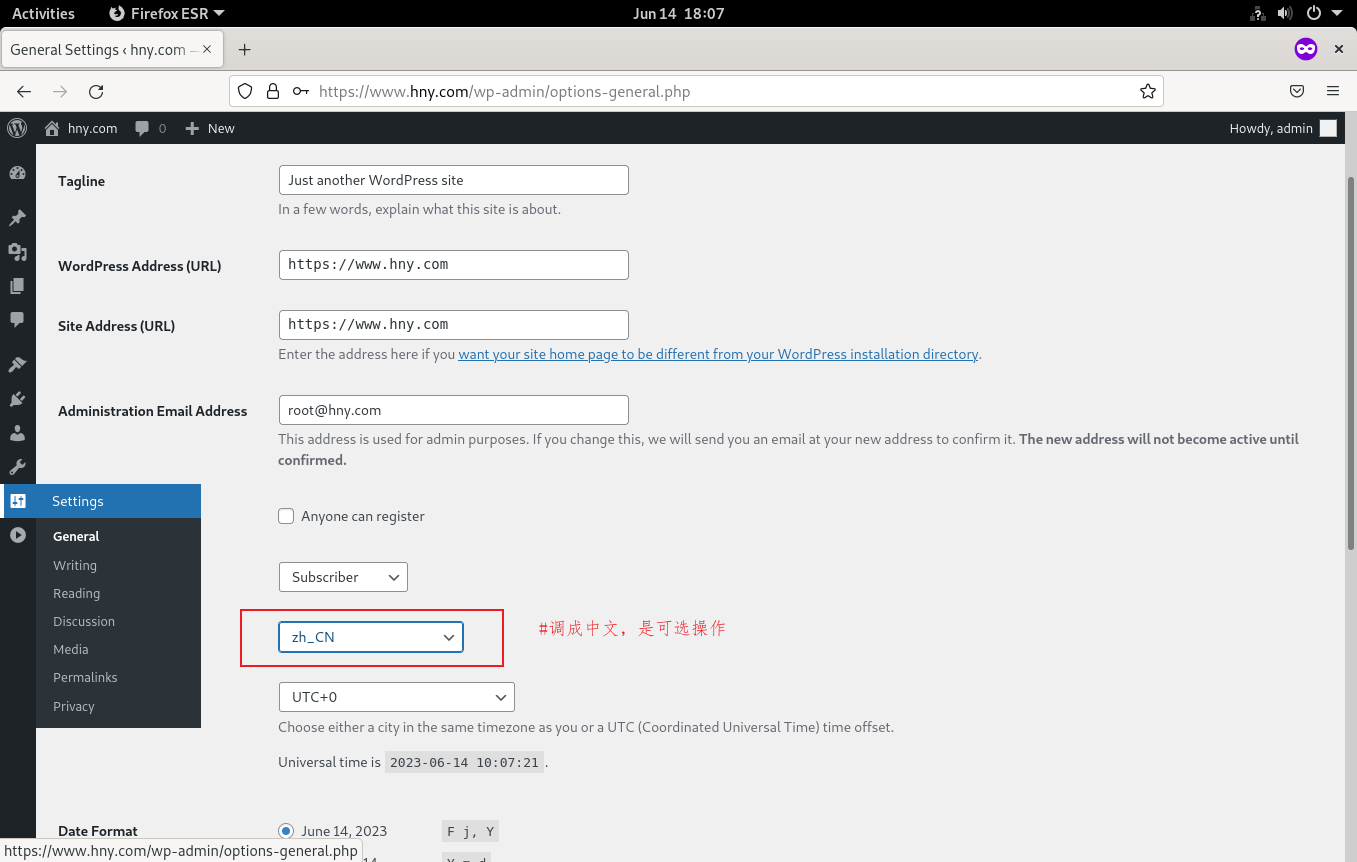 Activities Firefox ESR Jun 14 18:07
General Settings ‹ hny.com —
https://www.hny.com/wp-admin/options-general.php
hny.com 0 New Howdy, admin
Tagline Just another WordPress site
In a few words, explain what this site is about.
WordPress Address (URL) https://www.hny.com
Site Address (URL) https://www.hny.com
Enter the address here if you want your site home page to be different from your WordPress installation directory.
Administration Email Address root@hny.com
This address is used for admin purposes. If you change this, we will send you an email at your new address to confirm it. The new address will not become active until
confirmed.
Settings
Anyone can register
General
Writing
Reading
Discussion
Media
Permalinks
Privacy
Subscriber
zh_CN #调成中文，是可选操作
UTC+0
Choose either a city in the same timezone as you or a UTC (Coordinated Universal Time) time offset.
Universal time is 2023-06-14 10:07:21 .
Date Format June 14, 2023 F j, Y
https://www.hny.com/wp-admin/options-general.php